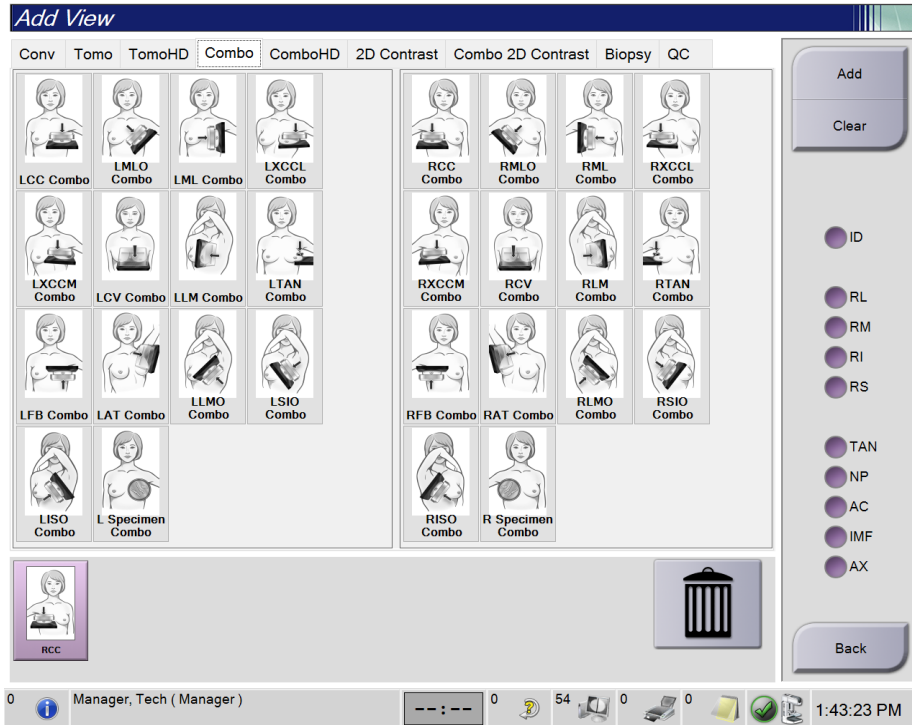 Add View
Conv Tomo TomoHD Combo ComboHD 2D Contrast Combo 2D Contrast Biopsy QC
LCC Combo
LMLO
Combo
LML Combo
LXCCL
Combo
RCC
Combo
RMLO
Combo
RML
Combo
RXCCL
Combo
LXCCM
Combo
LCV Combo
LLM Combo
LTAN
Combo
RXCCM
Combo
RCV
Combo
RLM
Combo
RTAN
Combo
LFB Combo
LAT Combo
LLMO
Combo
LSIO
Combo
RFB Combo
RAT Combo
RLMO
Combo
RSIO
Combo
LISO
Combo
L Specimen
Combo
RISO
Combo
R Specimen
Combo
RCC
Add
Clear
ID
RL
RM
RI
RS
TAN
NP
AC
IMF
AX
Back
0 Manager, Tech ( Manager ) --:-- 0 54 0 0 1:43:23 PM